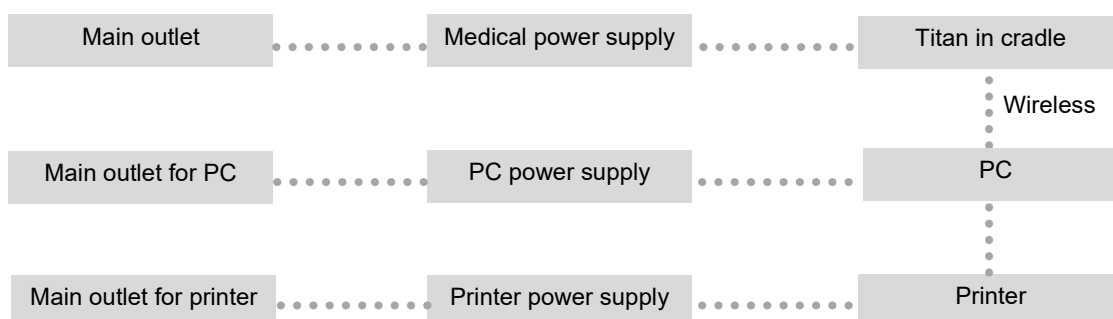 Main outlet
Medical power supply
Titan in cradle
Wireless
Main outlet for PC
PC power supply
PC
Main outlet for printer
Printer power supply
Printer